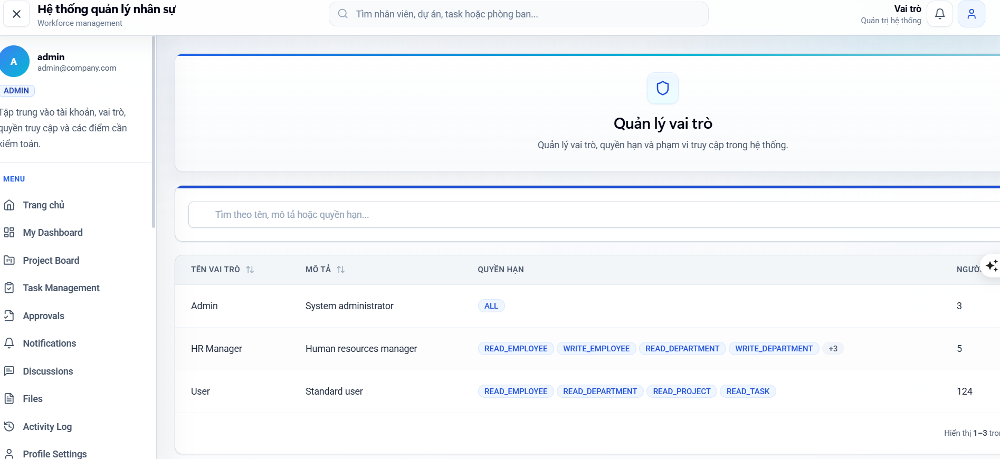 Hệ thống quản lý nhân sự
Workforce management
Tìm nhân viên, dự án, task hoặc phòng ban...
Vai trò
Quản trị hệ thống
A
admin
admin@company.com
ADMIN
Tập trung vào tài khoản, vai trò,
quyền truy cập và các điểm cần
kiểm toán.
MENU
Trang chủ
My Dashboard
Project Board
Task Management
Approvals
Notifications
Discussions
Files
Activity Log
Profile Settings
Quản lý vai trò
Quản lý vai trò, quyền hạn và phạm vi truy cập trong hệ thống.
Tìm theo tên, mô tả hoặc quyền hạn...
TÊN VAI TRÒ MÔ TẢ QUYỀN HẠN
Admin System administrator ALL 3
HR Manager Human resources manager READ_EMPLOYEE WRITE_EMPLOYEE READ_DEPARTMENT WRITE_DEPARTMENT +3 5
User Standard user READ_EMPLOYEE READ_DEPARTMENT READ_PROJECT READ_TASK 124
Hiển thị 1–3